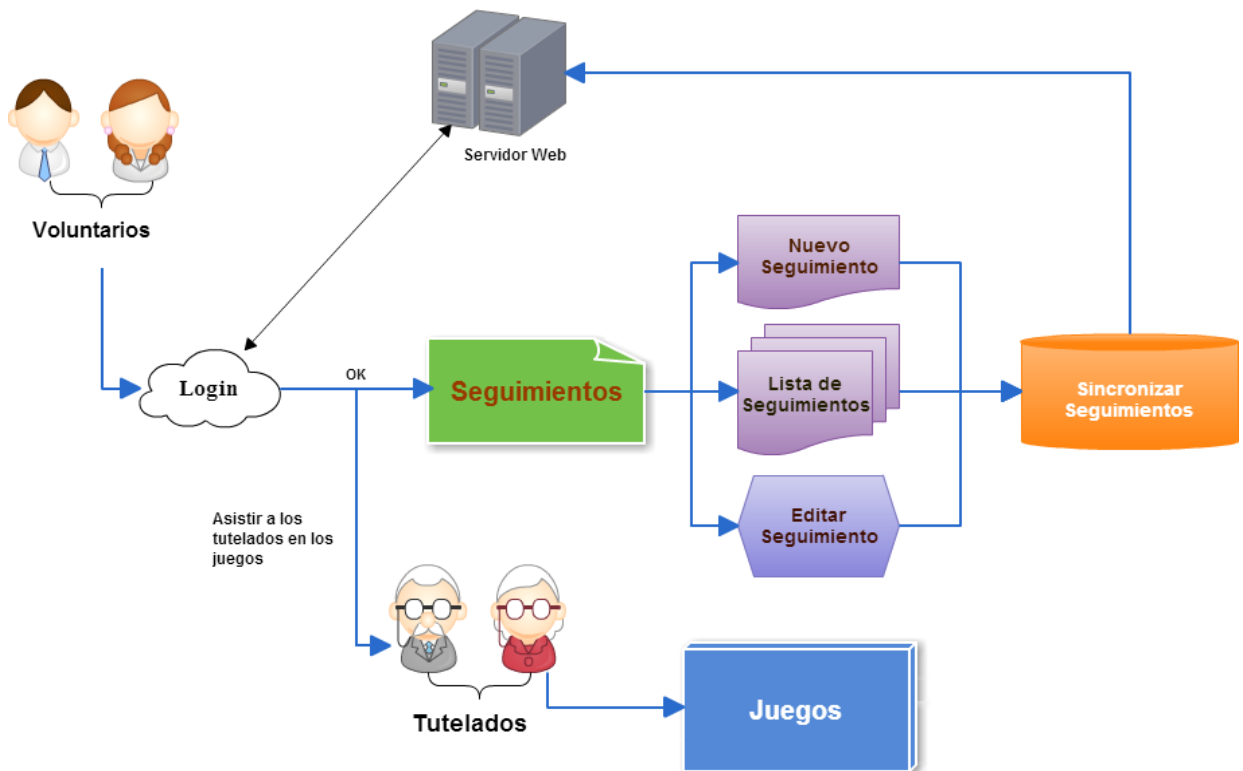 Servidor Web
Voluntarios
Login
OK
Seguimientos
Nuevo
Seguimiento
Lista de
Seguimientos
Editar
Seguimiento
Sincronizar
Seguimientos
Asistir a los
tutelados en los
juegos
Tutelados
Juegos